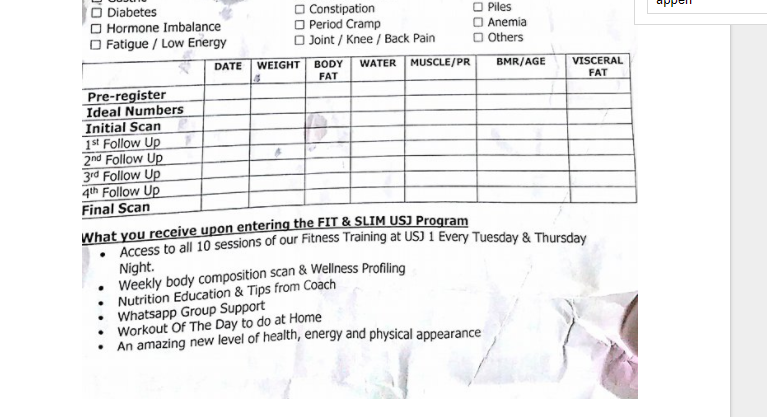 appen
☐ Diabetes ☐ Constipation ☐ Piles
☐ Hormone Imbalance ☐ Period Cramp ☐ Anemia
☐ Fatigue / Low Energy ☐ Joint / Knee / Back Pain ☐ Others
DATE WEIGHT BODY FAT WATER MUSCLE/PR BMR/AGE VISCERAL FAT
Pre-register
Ideal Numbers
Initial Scan
1st Follow Up
2nd Follow Up
3rd Follow Up
4th Follow Up
Final Scan
What you receive upon entering the FIT & SLIM USJ Program
• Access to all 10 sessions of our Fitness Training at USJ 1 Every Tuesday & Thursday
Night.
• Weekly body composition scan & Wellness Profiling
• Nutrition Education & Tips from Coach
• Whatsapp Group Support
• Workout Of The Day to do at Home
• An amazing new level of health, energy and physical appearance